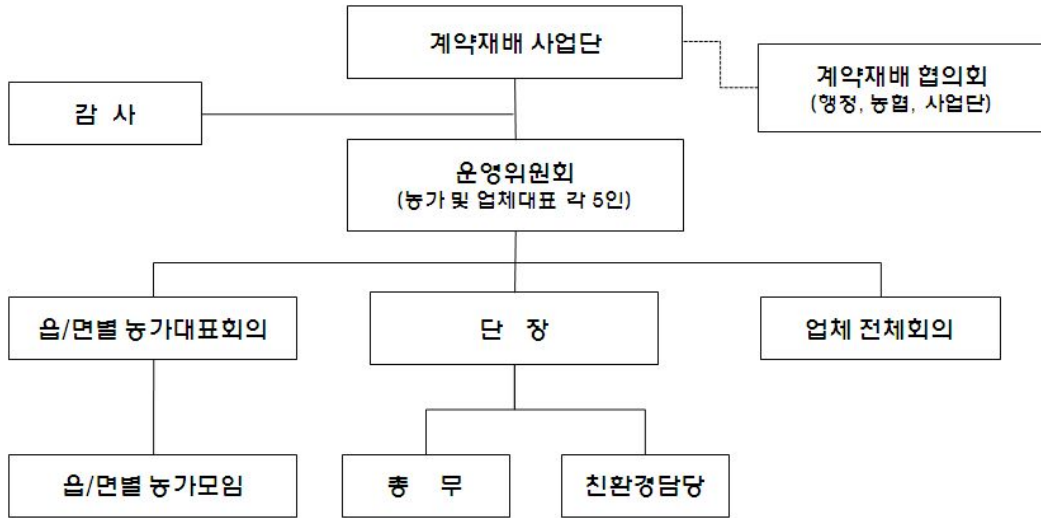 계약재배 사업단
계약재배 협의회
(행정, 농협, 사업단)
감 사
운영위원회
(농가 및 업체대표 각 5인)
읍/면별 농가대표회의
단 장
업체 전체회의
읍/면별 농가모임
총 무
친환경담당